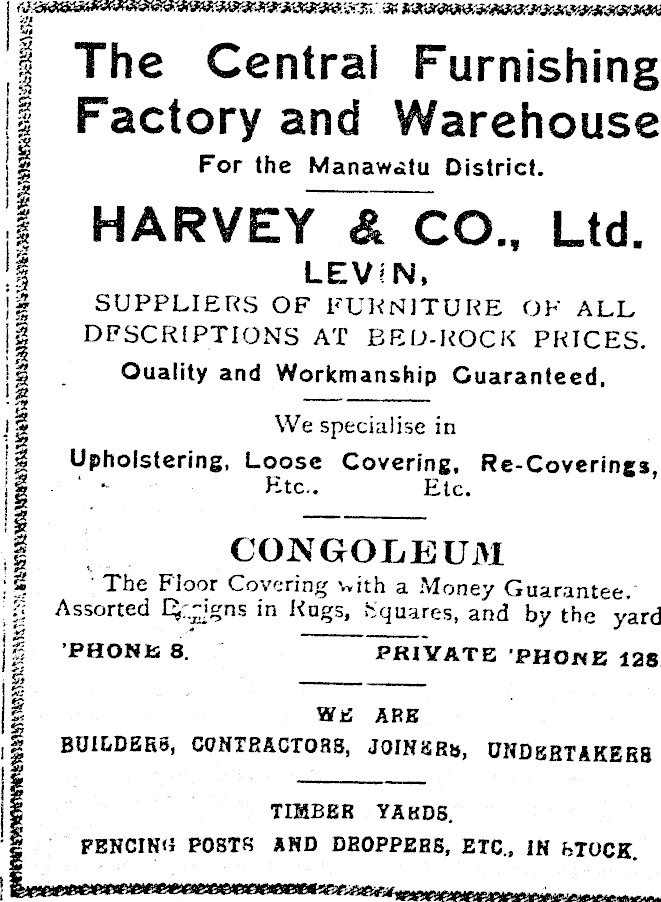 The Central Furnishing
Factory and Warehouse
For the Manawatu District.
HARVEY & CO., Ltd.
LEVIN,
SUPPLIERS OF FURNITURE OF ALL
DESCRIPTIONS AT BED-ROCK PRICES.
Quality and Workmanship Guaranteed,
We specialise in
Upholstering, Loose Covering, Re-Coverings,
Etc.. Etc.
CONGOLEUM
The Floor Covering with a Money Guarantee.
Assorted Designs in Rugs, Squares, and by the yard
'PHONE 8. PRIVATE 'PHONE 128
WE ARE
BUILDERS, CONTRACTORS, JOINERS, UNDERTAKERS
TIMBER YARDS.
FENCING POSTS AND DROPPERS, ETC., IN STOCK.